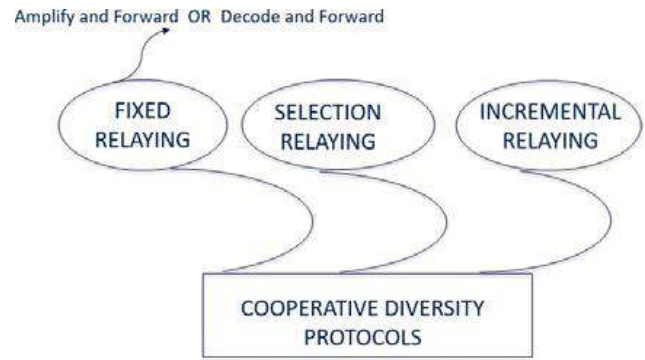 Amplify and Forward OR Decode and Forward
FIXED
RELAYING
SELECTION
RELAYING
INCREMENTAL
RELAYING
COOPERATIVE DIVERSITY
PROTOCOLS